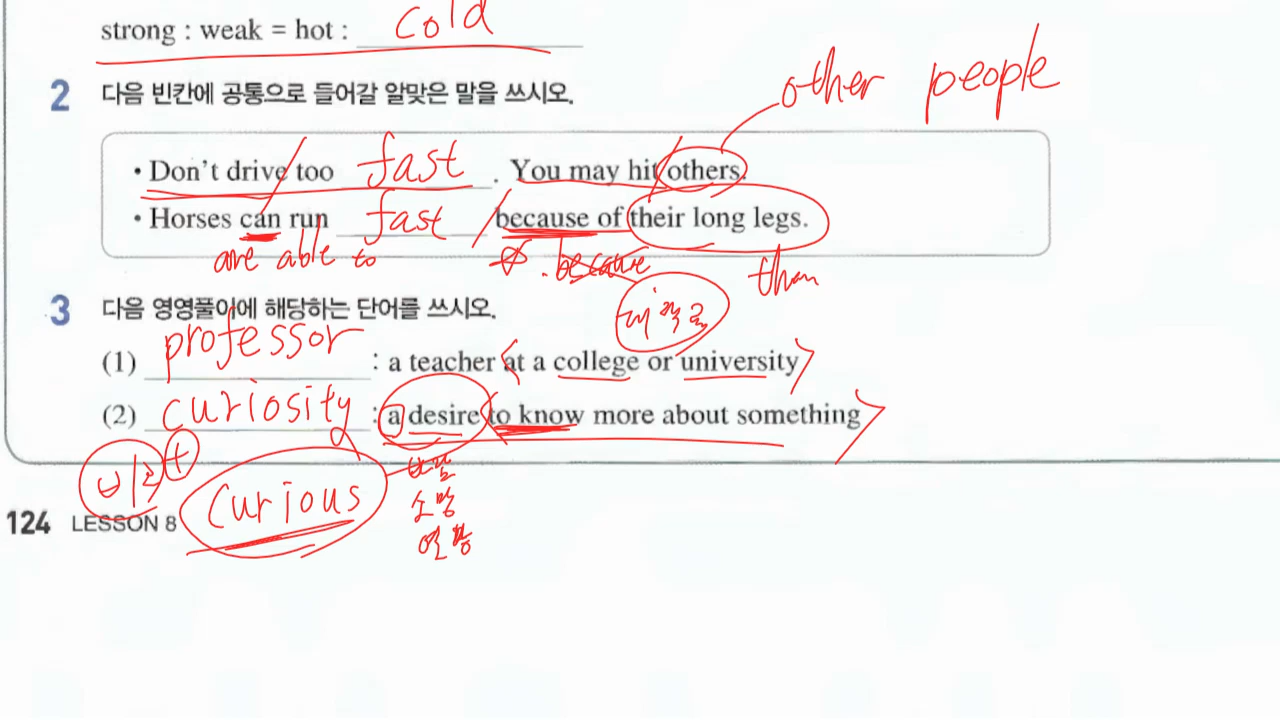 strong : weak = hot : cold
other people
2 다음 빈칸에 공통으로 들어갈 알맞은 말을 쓰시오.
• Don't drive too fast . You may hit others.
• Horses can run fast because of their long legs.
are able to because them
3 다음 영영풀이에 해당하는 단어를 쓰시오.
(1) professor : a teacher at a college or university
(2) curiosity : a desire to know more about something
curious
소망
열망
124 LESSON 8